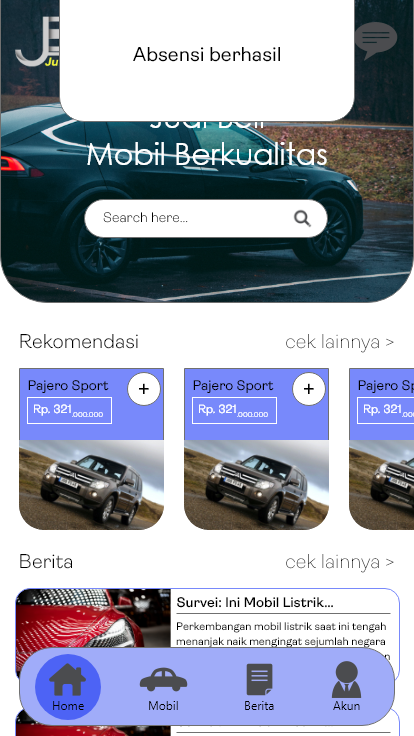 Absensi berhasil
Jual Beli
Mobil Berkualitas
Search here...
Rekomendasi
cek lainnya >
Pajero Sport
+
Rp. 321.000.000
Pajero Sport
+
Rp. 321.000.000
Pajero Sp
Rp. 321.000.000
Berita
cek lainnya >
Survei: Ini Mobil Listrik...
Perkembangan mobil listrik saat ini tengah
menanjak naik mengingat sejumlah negara
Home
Mobil
Berita
Akun